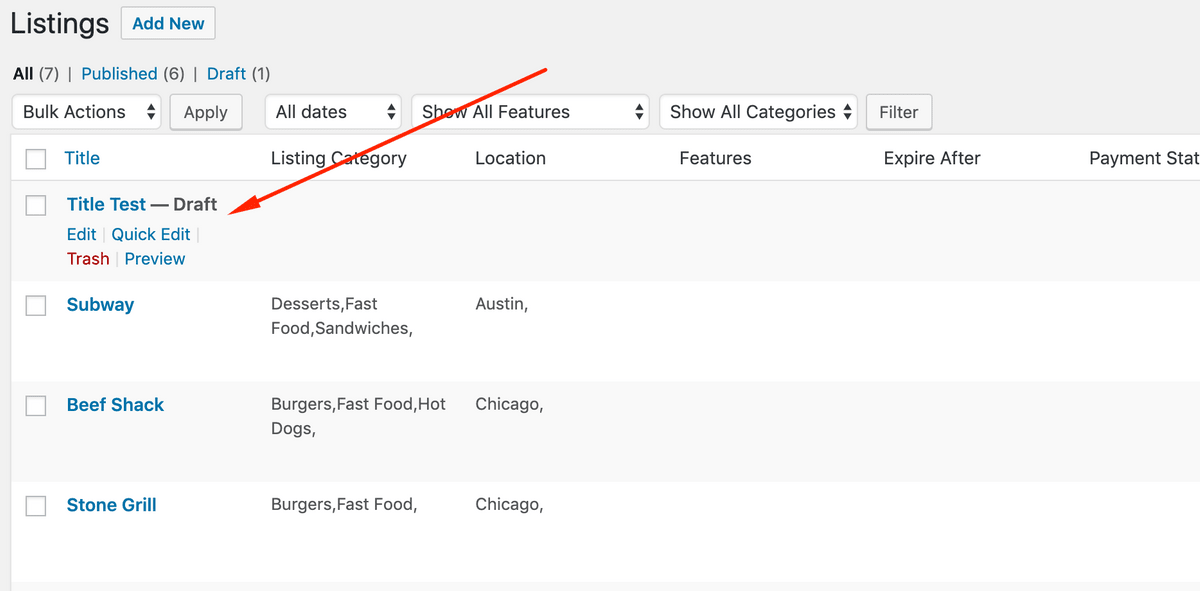 Listings Add New
All (7) | Published (6) | Draft (1)
Bulk Actions Apply All dates Show All Features Show All Categories Filter
Title Listing Category Location Features Expire After Payment Stat
Title Test — Draft
Edit | Quick Edit |
Trash | Preview
Subway Desserts,Fast Austin,
Food,Sandwiches,
Beef Shack Burgers,Fast Food,Hot Chicago,
Dogs,
Stone Grill Burgers,Fast Food, Chicago,